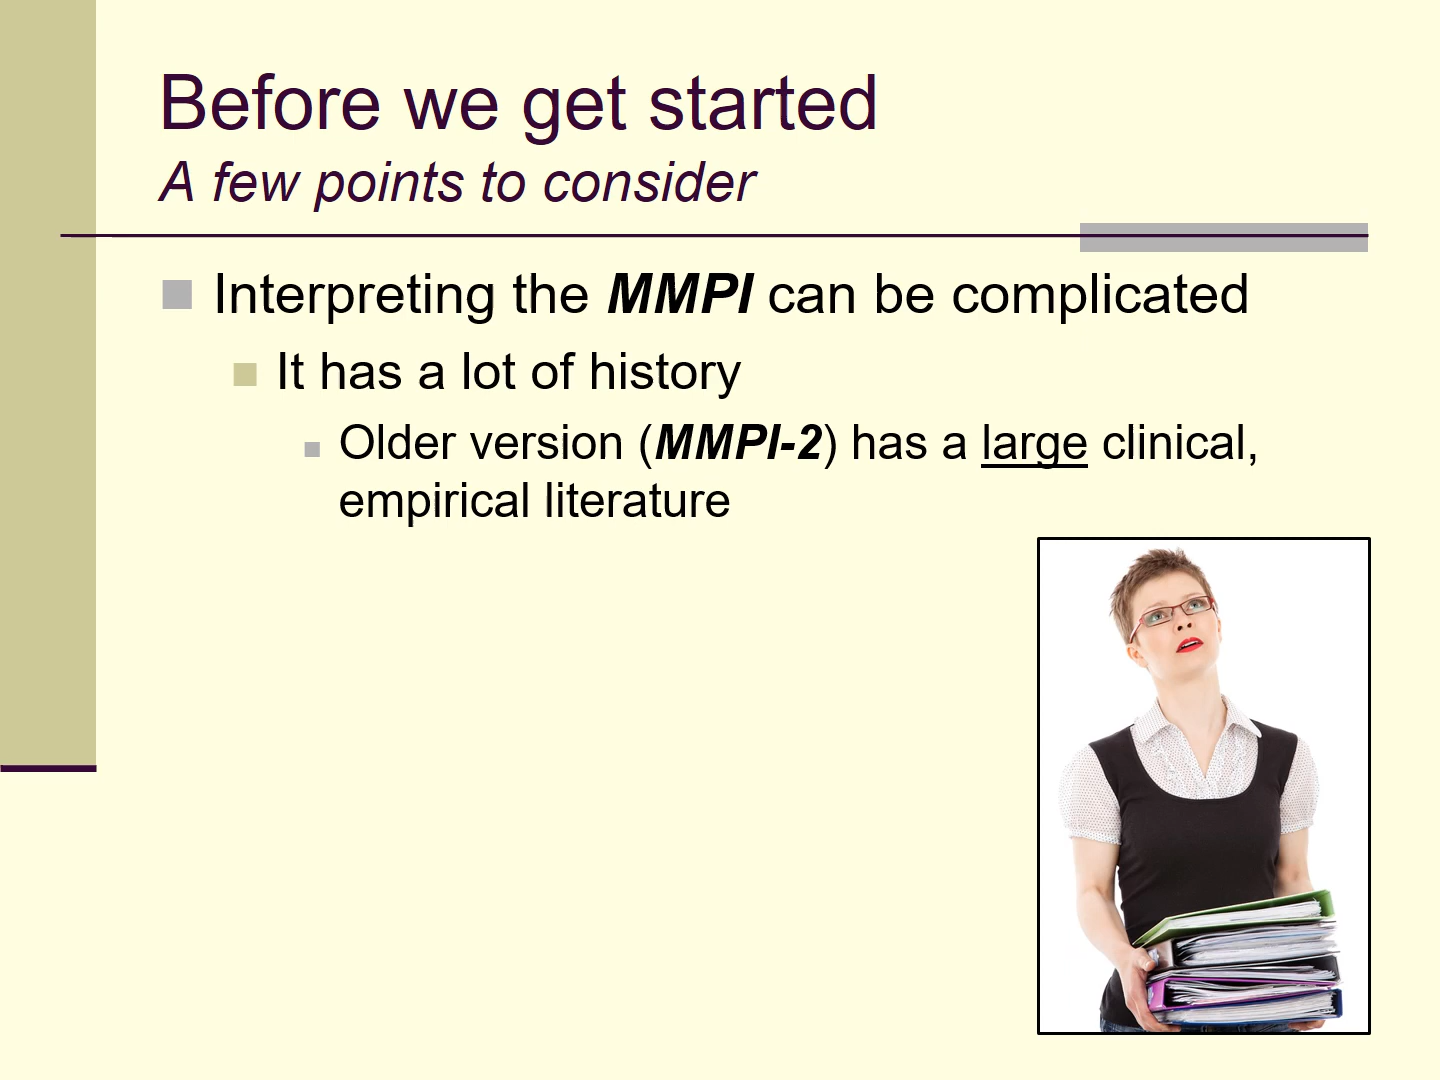 Before we get started
A few points to consider
Interpreting the MMPI can be complicated
It has a lot of history
Older version (MMPI-2) has a large clinical,
empirical literature